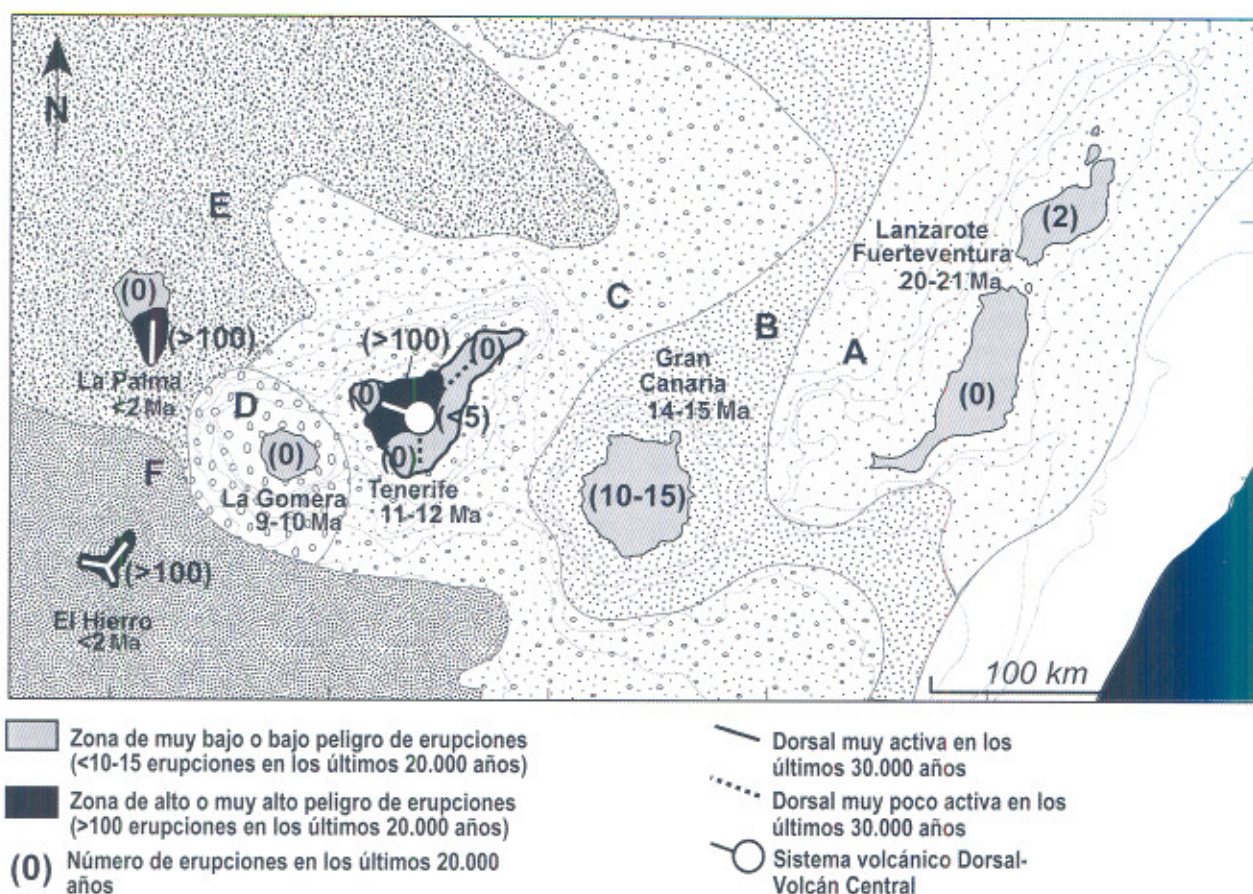 N
E
(0)
(>100)
La Palma
<2 Ma
D
(0)
La Gomera
9-10 Ma
F
(>100)
El Hierro
<2 Ma
(>100)
(0)
(0)
(<5)
(0)
Tenerife
11-12 Ma
C
B
A
Gran
Canaria
14-15 Ma
(10-15)
Lanzarote
Fuerteventura
20-21 Ma
(2)
(0)
100 km
Zona de muy bajo o bajo peligro de erupciones
(<10-15 erupciones en los últimos 20.000 años)
Zona de alto o muy alto peligro de erupciones
(>100 erupciones en los últimos 20.000 años)
(0) Número de erupciones en los últimos 20.000
años
Dorsal muy activa en los
últimos 30.000 años
Dorsal muy poco activa en los
últimos 30.000 años
Sistema volcánico Dorsal-
Volcán Central